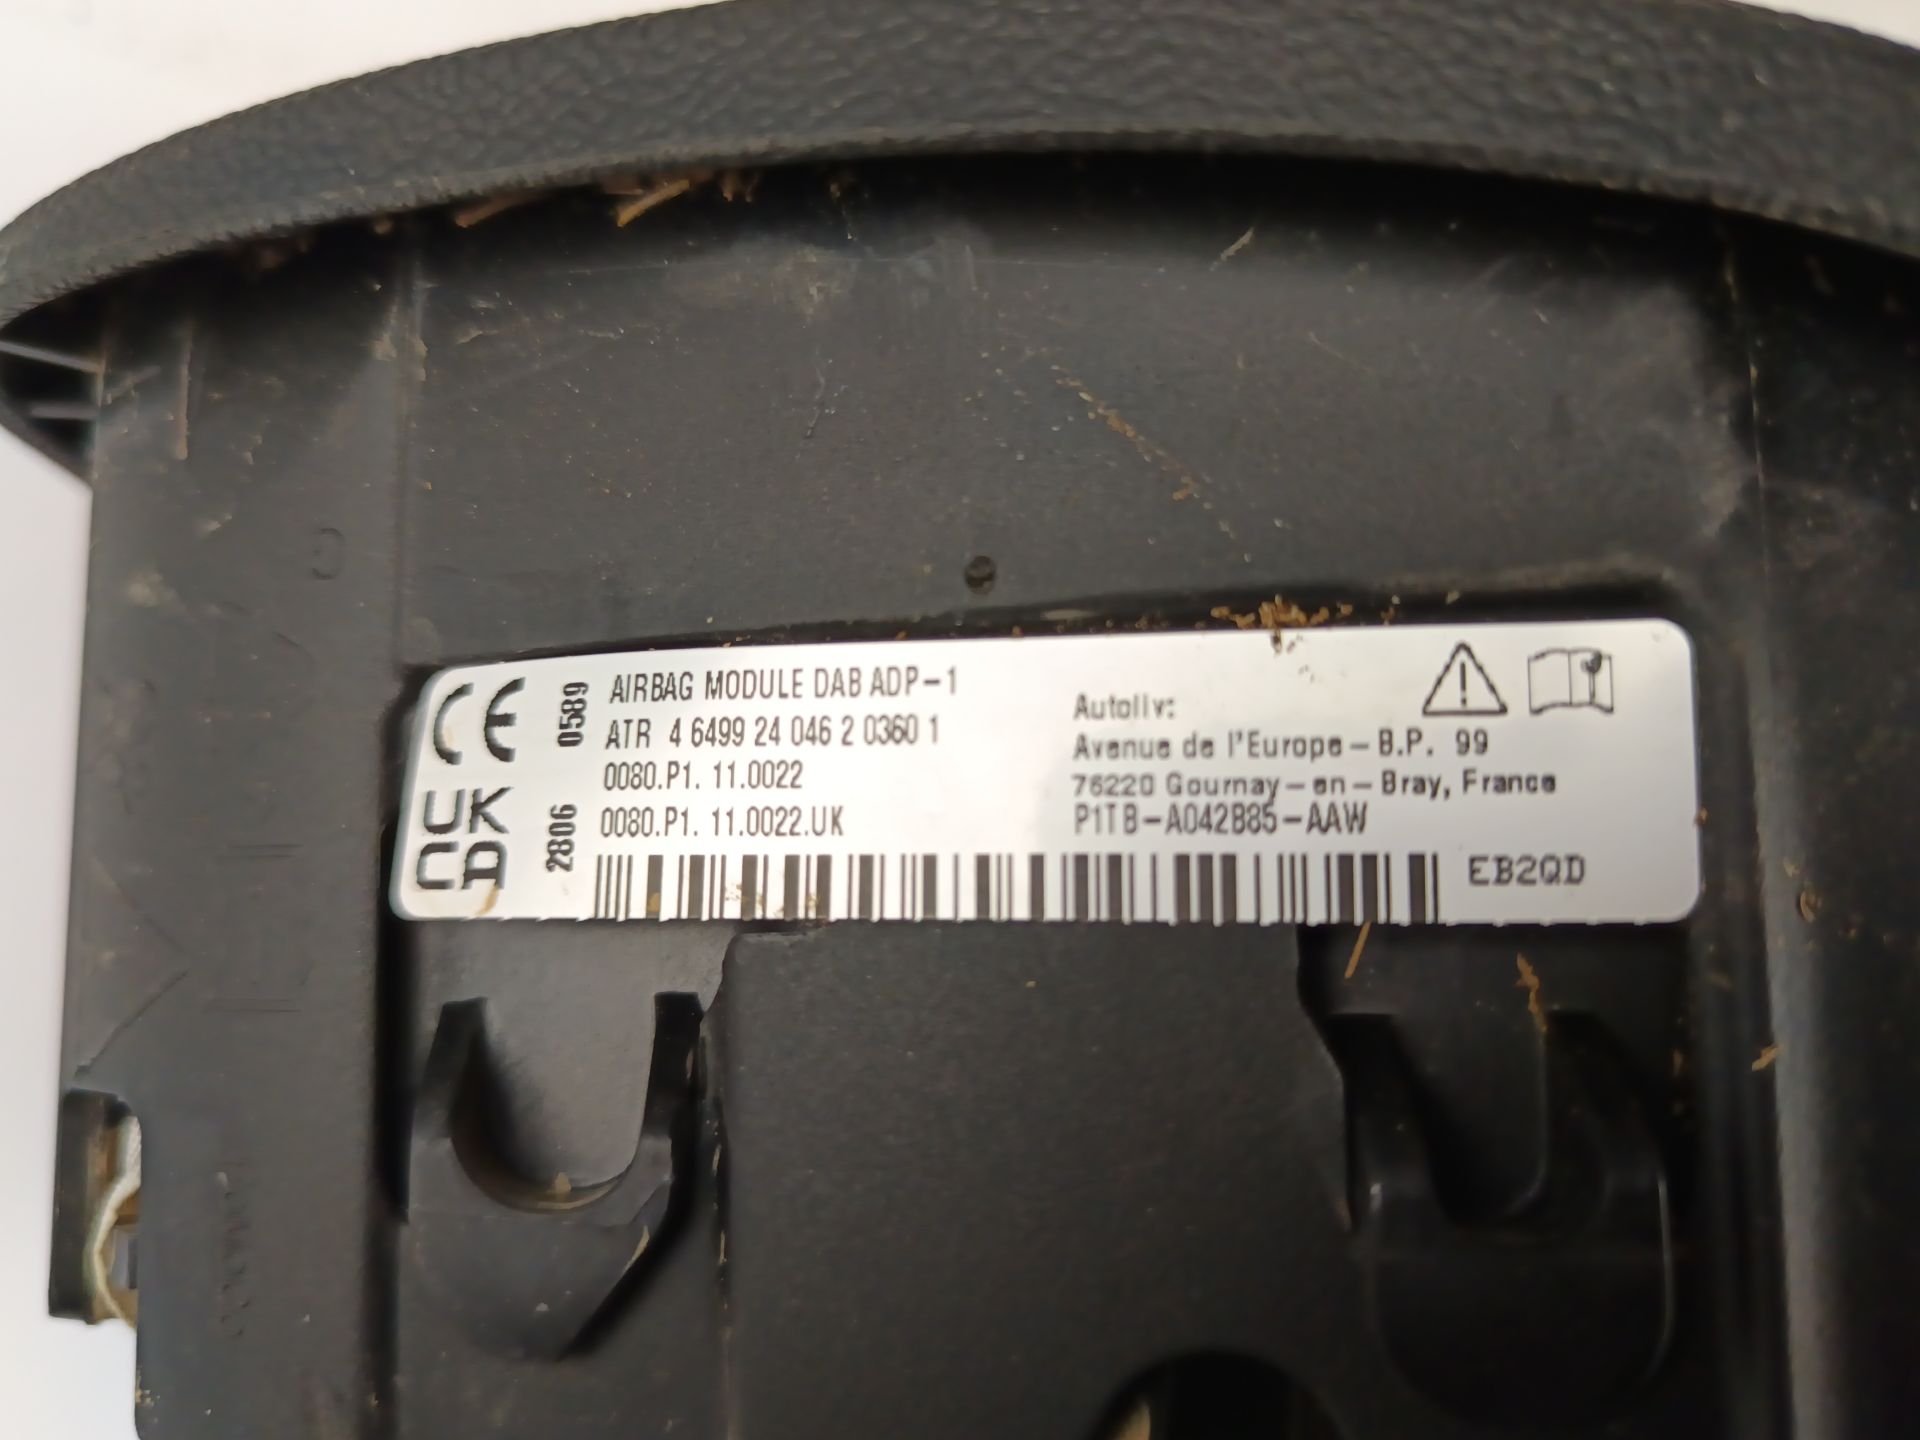 CE
0589
AIRBAG MODULE DAB ADP-1
ATR 4 6499 24 046 2 0360 1
0080.P1. 11.0022
UK
CA
2806
0080.P1. 11.0022.UK
Autoliv:
Avenue de l'Europe - B.P. 99
76220 Gournay-en-Bray, France
P1TB-A042B85-AAW
EB2QD